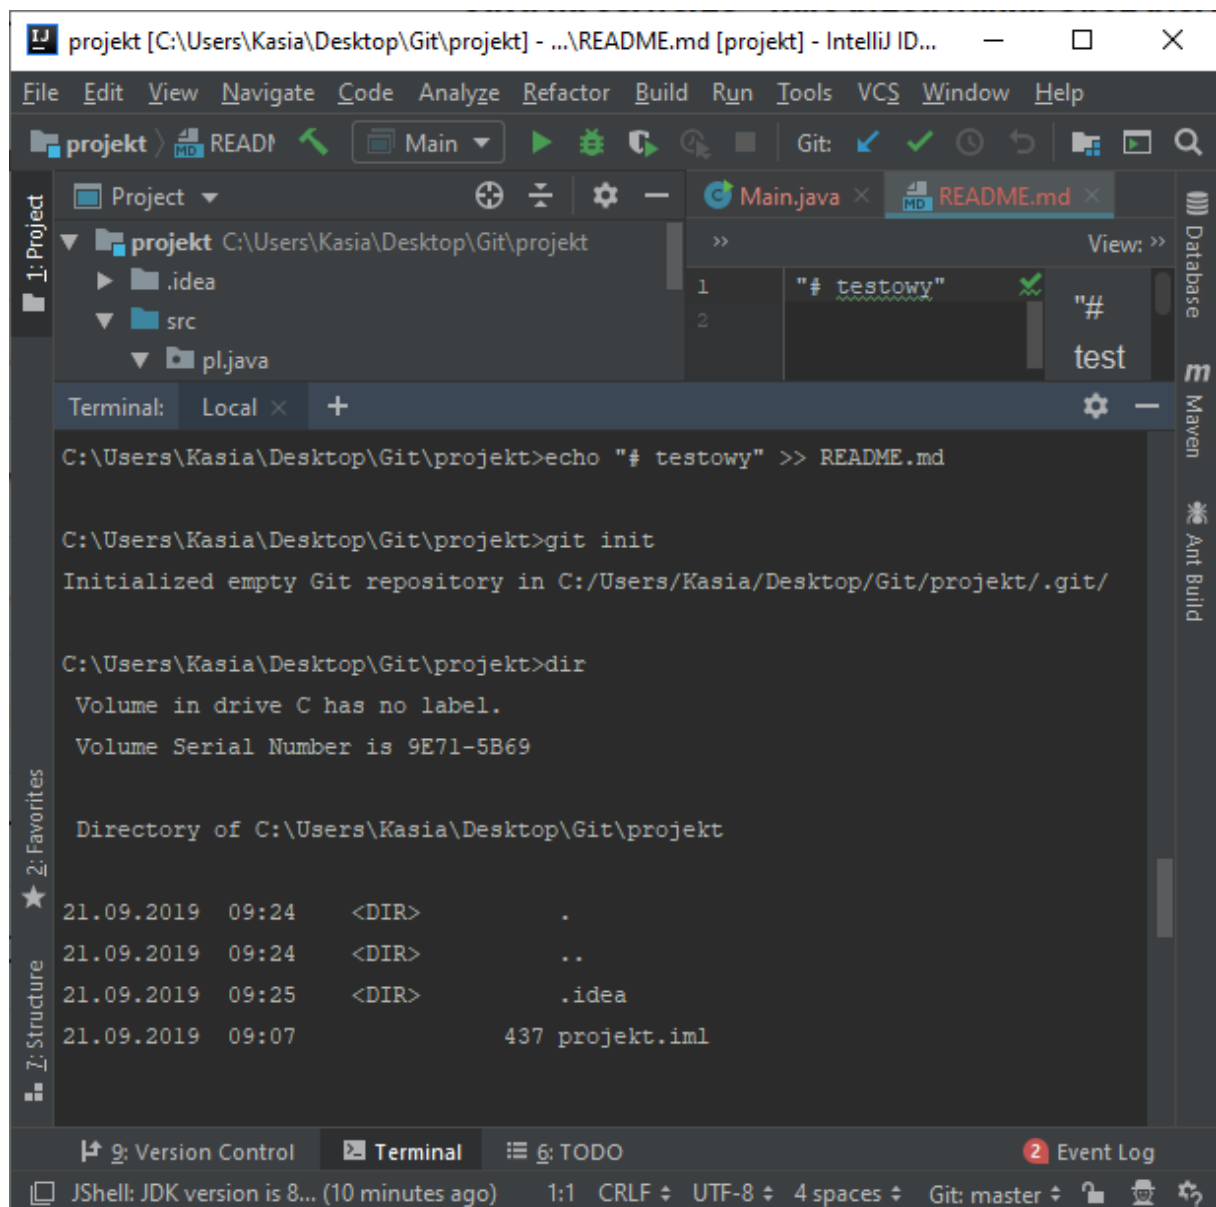 projekt [C:\Users\Kasia\Desktop\Git\projekt] - ...\README.md [projekt] - IntelliJ ID...
File Edit View Navigate Code Analyze Refactor Build Run Tools VCS Window Help
projekt READ Main Git:
1: Project
Project
Main.java README.md
projekt C:\Users\Kasia\Desktop\Git\projekt
View:
.idea
src
pl.java
1 "# testowy"
2
"#
test
Database
Maven
Ant Build
Terminal: Local
C:\Users\Kasia\Desktop\Git\projekt>echo "# testowy" >> README.md
C:\Users\Kasia\Desktop\Git\projekt>git init
Initialized empty Git repository in C:/Users/Kasia/Desktop/Git/projekt/.git/
C:\Users\Kasia\Desktop\Git\projekt>dir
Volume in drive C has no label.
Volume Serial Number is 9E71-5B69
Directory of C:\Users\Kasia\Desktop\Git\projekt
21.09.2019 09:24 <DIR> .
21.09.2019 09:24 <DIR> ..
21.09.2019 09:25 <DIR> .idea
21.09.2019 09:07 437 projekt.iml
2: Favorites
7: Structure
9: Version Control Terminal 6: TODO 2 Event Log
JShell: JDK version is 8... (10 minutes ago) 1:1 CRLF UTF-8 4 spaces Git: master